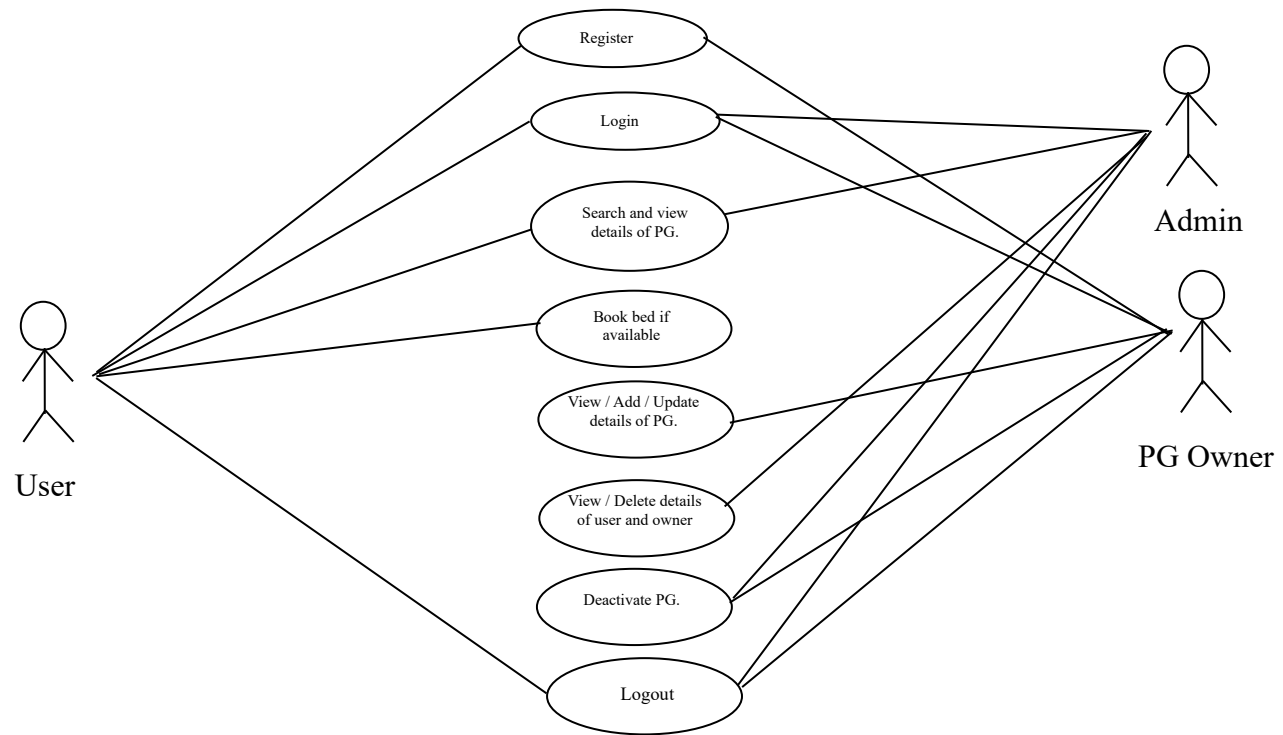 Register
Login
Search and view
details of PG.
Book bed if
available
View / Add / Update
details of PG.
View / Delete details
of user and owner
Deactivate PG.
Logout
User
Admin
PG Owner